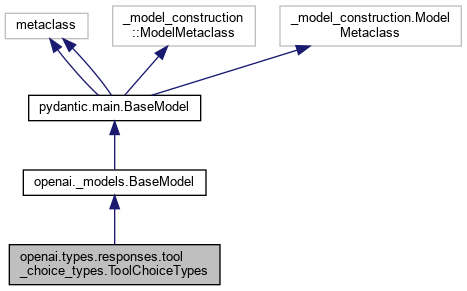 metaclass
_model_construction
::ModelMetaclass
_model_construction.Model
Metaclass
pydantic.main.BaseModel
openai._models.BaseModel
openai.types.responses.tool
_choice_types.ToolChoiceTypes